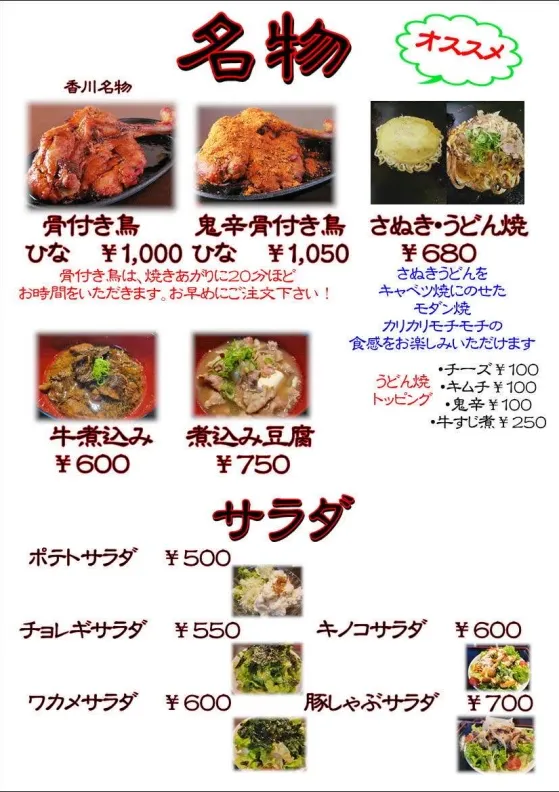 名物
オススメ
香川名物
骨付き鳥
ひな ￥1,000
鬼辛骨付き鳥
ひな ￥1,050
骨付き鳥は、焼きあがりに20分ほど
お時間をいただきます。お早めにご注文下さい！
さぬき・うどん焼
￥680
さぬきうどんを
キャベツ焼にのせた
モダン焼
カリカリモチモチの
食感をお楽しみいただけます
うどん焼
トッピング
・チーズ￥100
・キムチ￥100
・鬼辛￥100
・牛すじ煮￥250
牛煮込み
￥600
煮込み豆腐
￥750
サラダ
ポテトサラダ ￥500
チョレギサラダ ￥550
キノコサラダ ￥600
ワカメサラダ ￥600
豚しゃぶサラダ ￥700